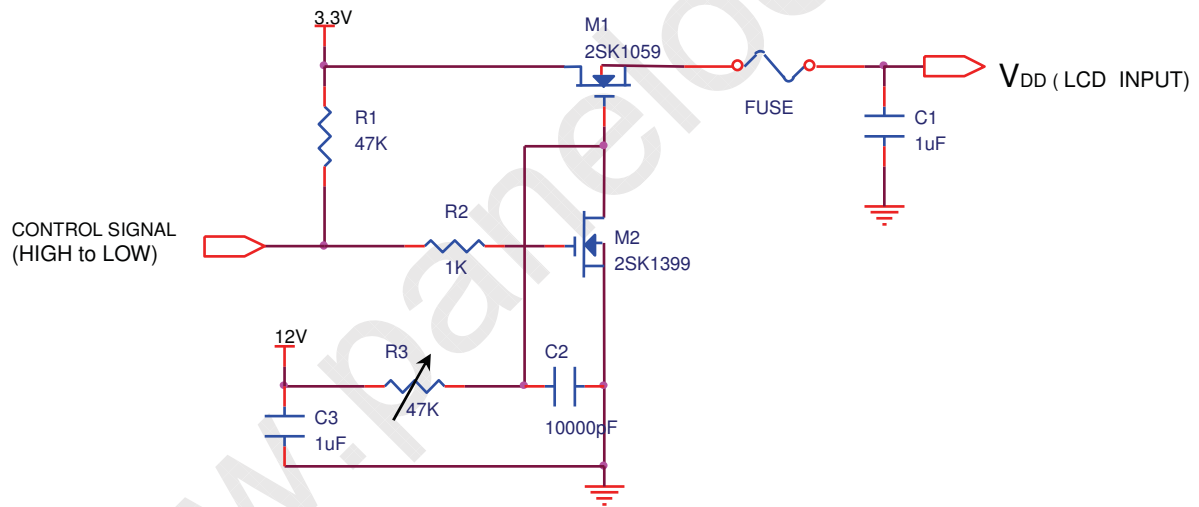 3.3V
M1
2SK1059
FUSE
VDD ( LCD INPUT)
R1
47K
C1
1uF
CONTROL SIGNAL
(HIGH to LOW)
R2
1K
M2
2SK1399
12V
R3
47K
C2
10000pF
C3
1uF